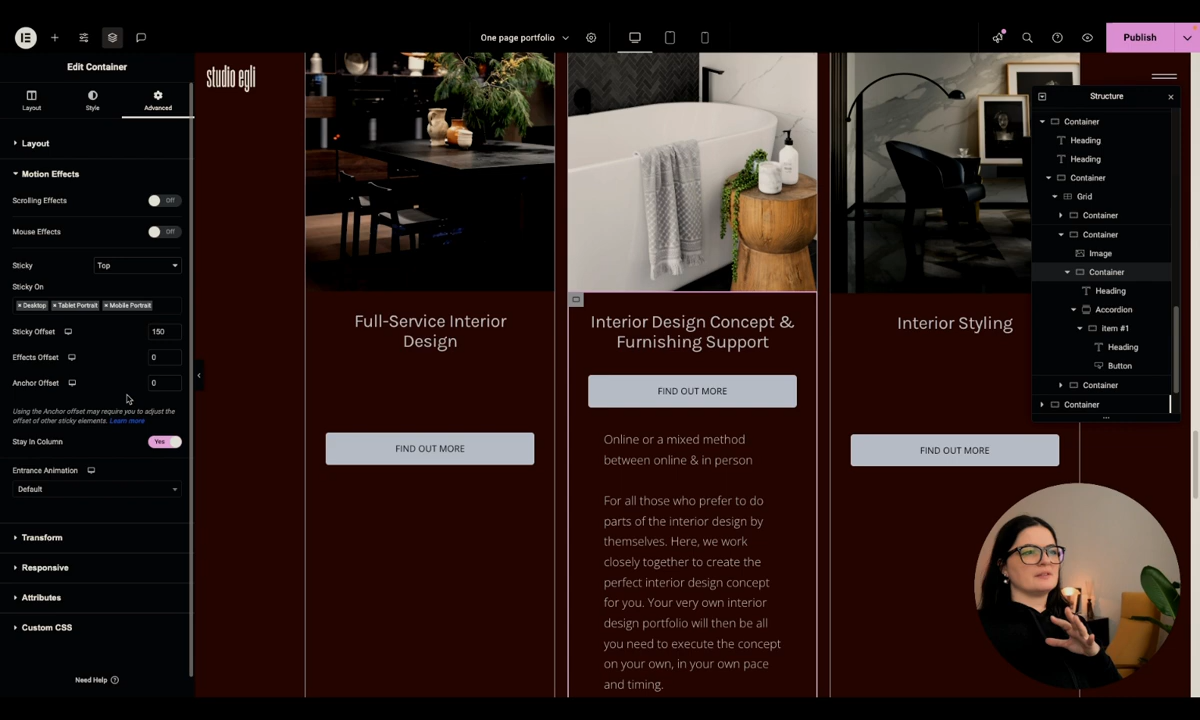 One page portfolio
Publish
Edit Container
Layout
Style
Advanced
Layout
Motion Effects
Scrolling Effects
Off
Mouse Effects
Off
Sticky
Top
Sticky On
× Desktop × Tablet Portrait × Mobile Portrait
Sticky Offset
150
Effects Offset
0
Anchor Offset
0
Using the Anchor offset may require you to adjust the
offset of other sticky elements. Learn more
Stay In Column
Yes
Entrance Animation
Default
Transform
Responsive
Attributes
Custom CSS
Need Help
studio egli
Full-Service Interior
Design
FIND OUT MORE
Interior Design Concept &
Furnishing Support
FIND OUT MORE
Online or a mixed method
between online & in person
For all those who prefer to do
parts of the interior design by
themselves. Here, we work
closely together to create the
perfect interior design concept
for you. Your very own interior
design portfolio will then be all
you need to execute the concept
on your own, in your own pace
and timing.
Interior Styling
FIND OUT MORE
Structure
Container
Heading
Heading
Container
Grid
Container
Container
Image
Container
Heading
Accordion
item #1
Heading
Button
Container
Container